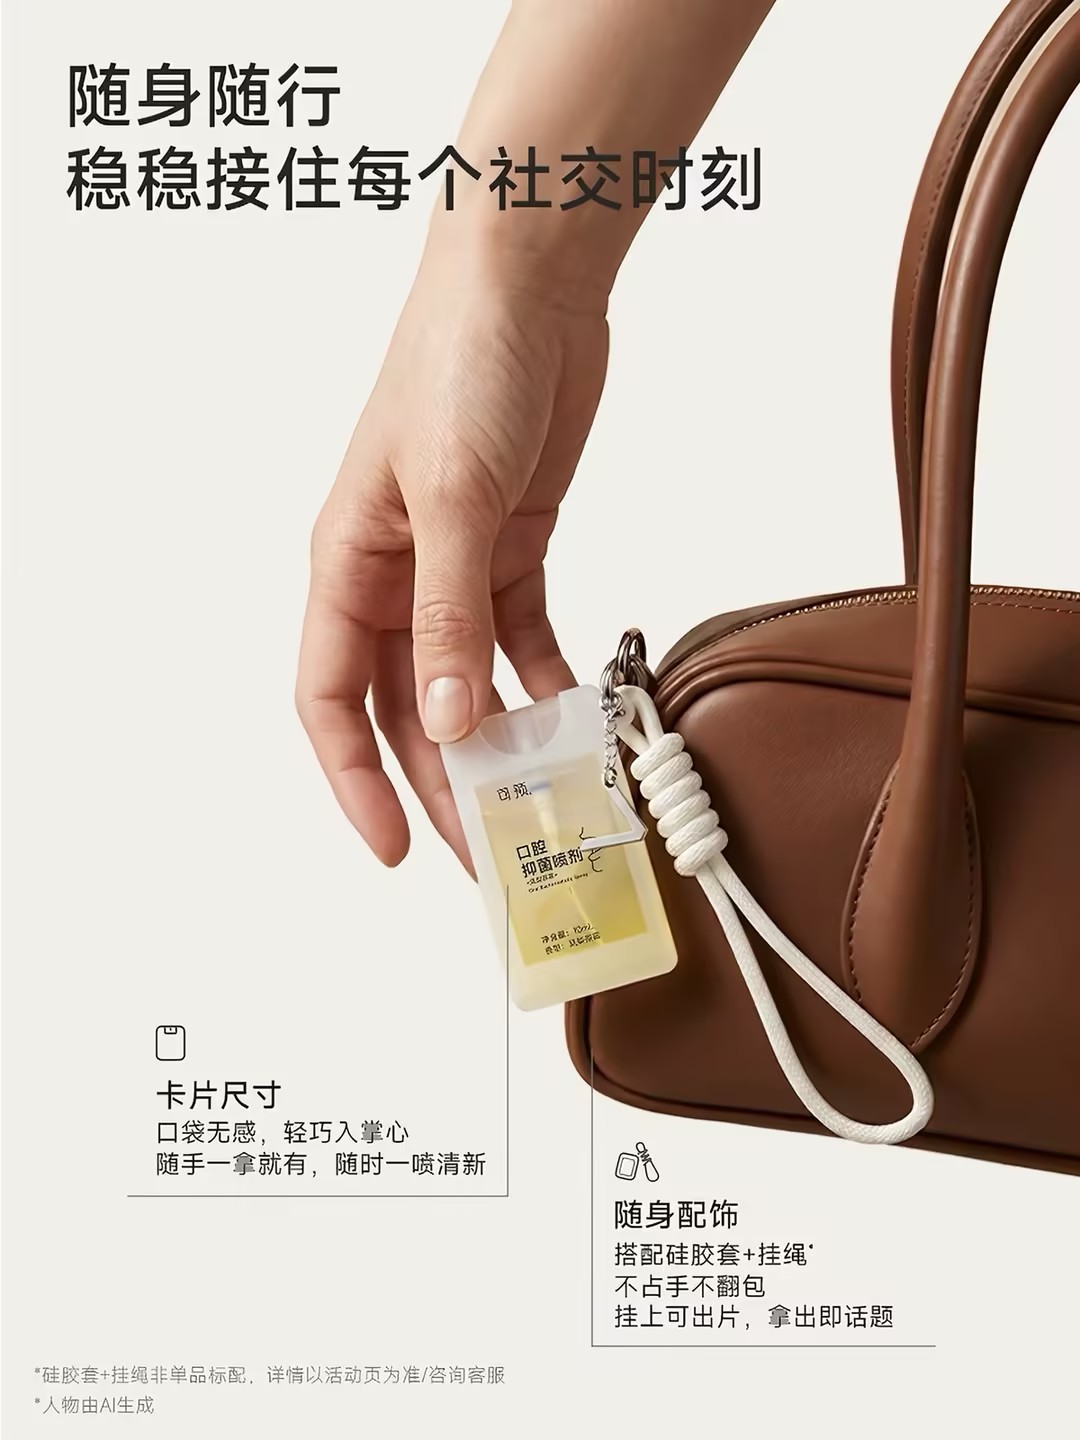 随身随行
稳稳接住每个社交时刻
口腔
抑菌喷剂
卡片尺寸
口袋无感，轻巧入掌心
随手一拿就有，随时一喷清新
随身配饰
搭配硅胶套+挂绳*
不占手不翻包
挂上可出片，拿出即话题
*硅胶套+挂绳非单品标配，详情以活动页为准/咨询客服
*人物由AI生成